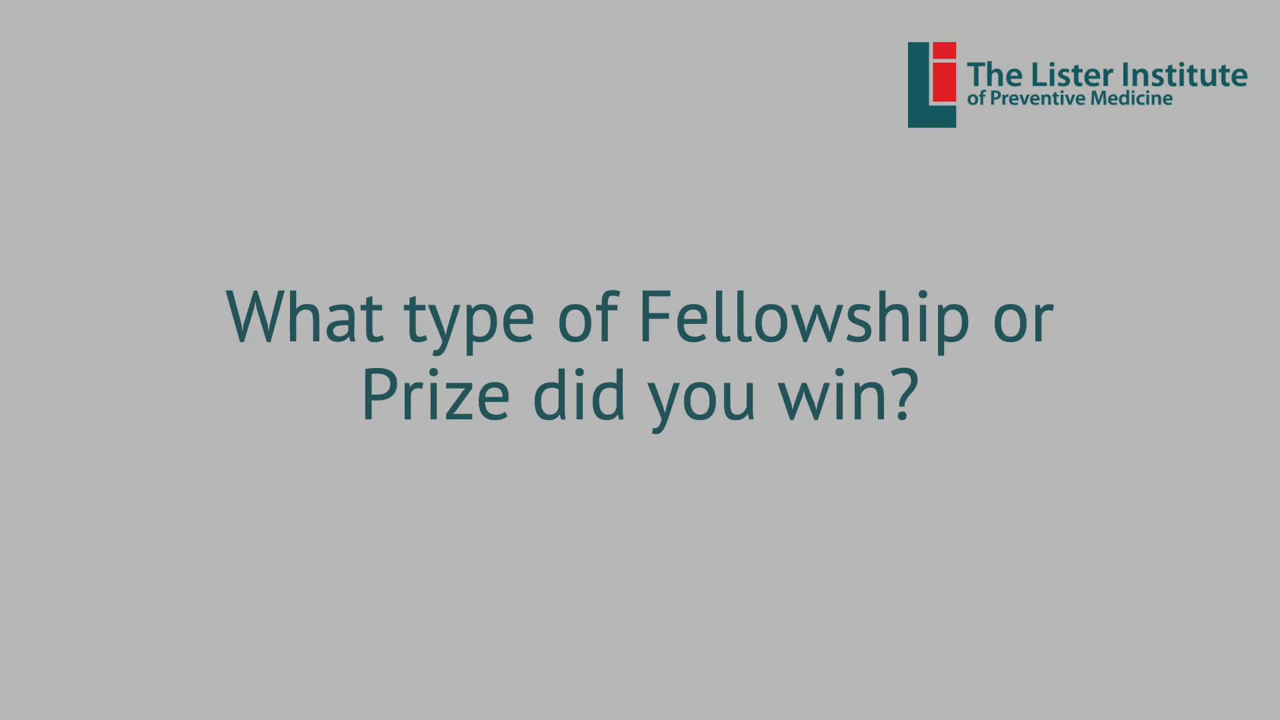 The Lister Institute
of Preventive Medicine
What type of Fellowship or
Prize did you win?